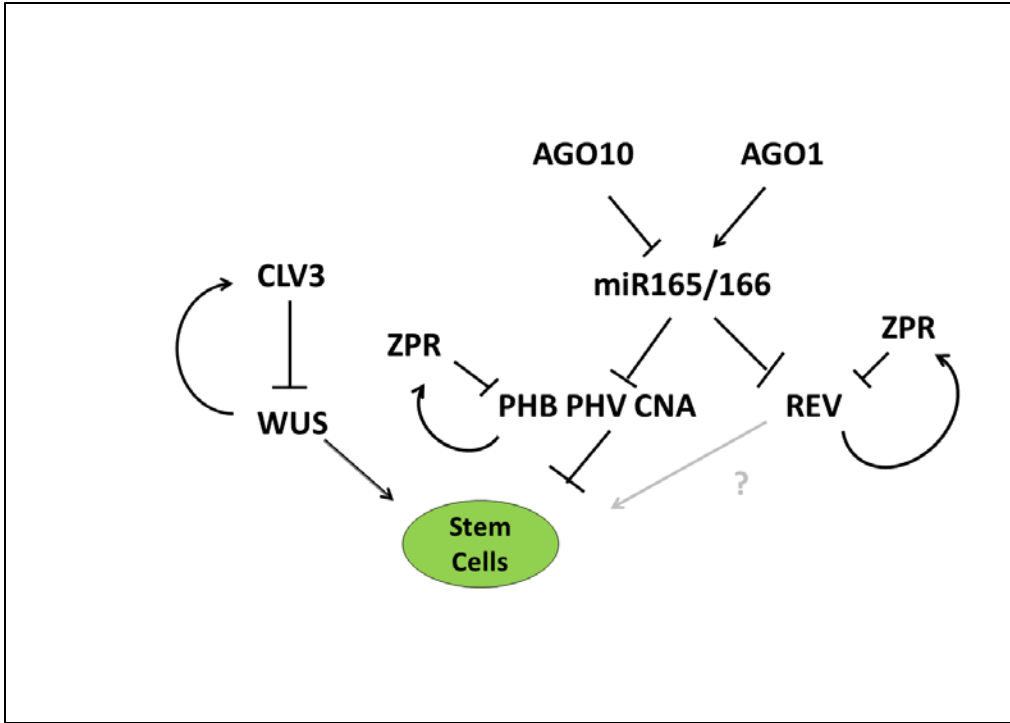 AGO10 AGO1
CLV3
miR165/166
ZPR
ZPR
PHB PHV CNA
REV
WUS
?
Stem
Cells